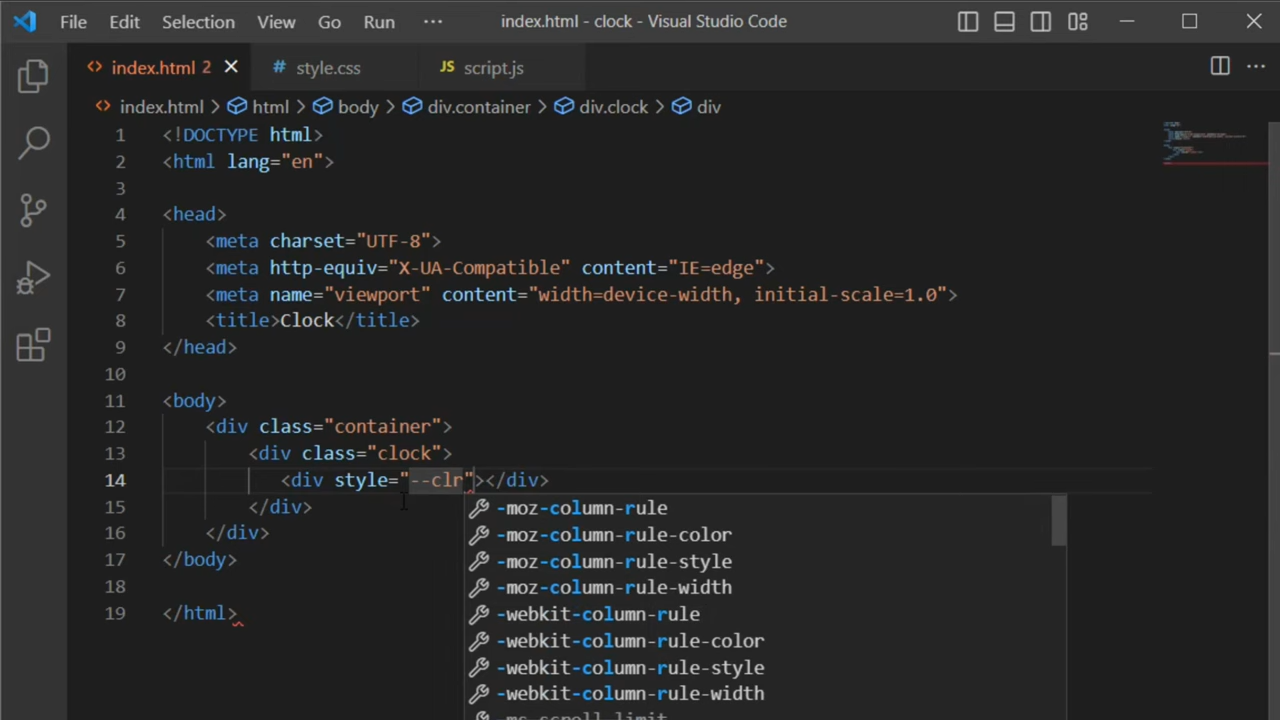 File Edit Selection View Go Run ··· index.html - clock - Visual Studio Code
<> index.html 2 # style.css JS script.js
<> index.html > html > body > div.container > div.clock > div
1 <!DOCTYPE html>
2 <html lang="en">
3
4 <head>
5 <meta charset="UTF-8">
6 <meta http-equiv="X-UA-Compatible" content="IE=edge">
7 <meta name="viewport" content="width=device-width, initial-scale=1.0">
8 <title>Clock</title>
9 </head>
10
11 <body>
12 <div class="container">
13 <div class="clock">
14 <div style="--clr"></div>
15 </div>
16 </div>
17 </body>
18
19 </html>
-moz-column-rule
-moz-column-rule-color
-moz-column-rule-style
-moz-column-rule-width
-webkit-column-rule
-webkit-column-rule-color
-webkit-column-rule-style
-webkit-column-rule-width
-ms-scroll-limit